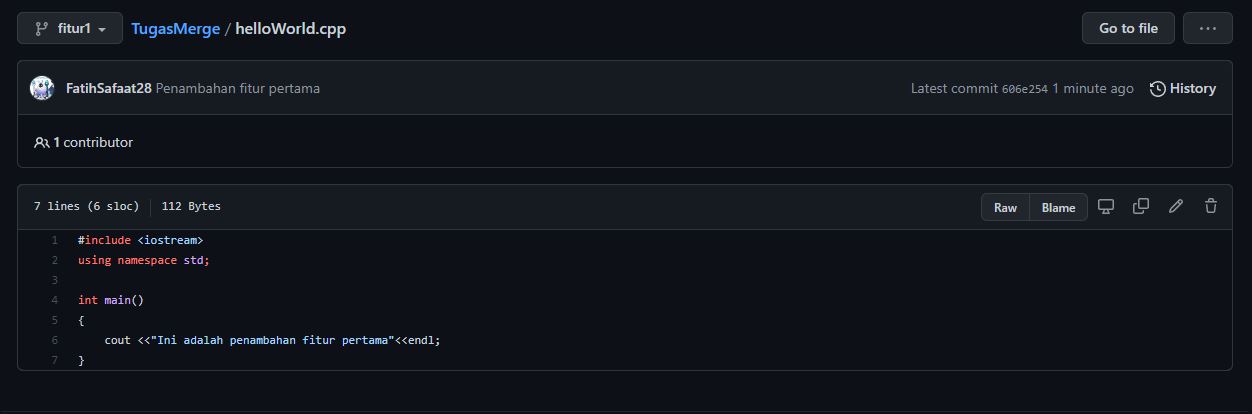 fitur1 TugasMerge / helloWorld.cpp Go to file ...
FatihSafaat28 Penambahan fitur pertama Latest commit 606e254 1 minute ago History
1 contributor
7 lines (6 sloc) 112 Bytes Raw Blame
1 #include <iostream>
2 using namespace std;
3
4 int main()
5 {
6     cout <<"Ini adalah penambahan fitur pertama"<<endl;
7 }